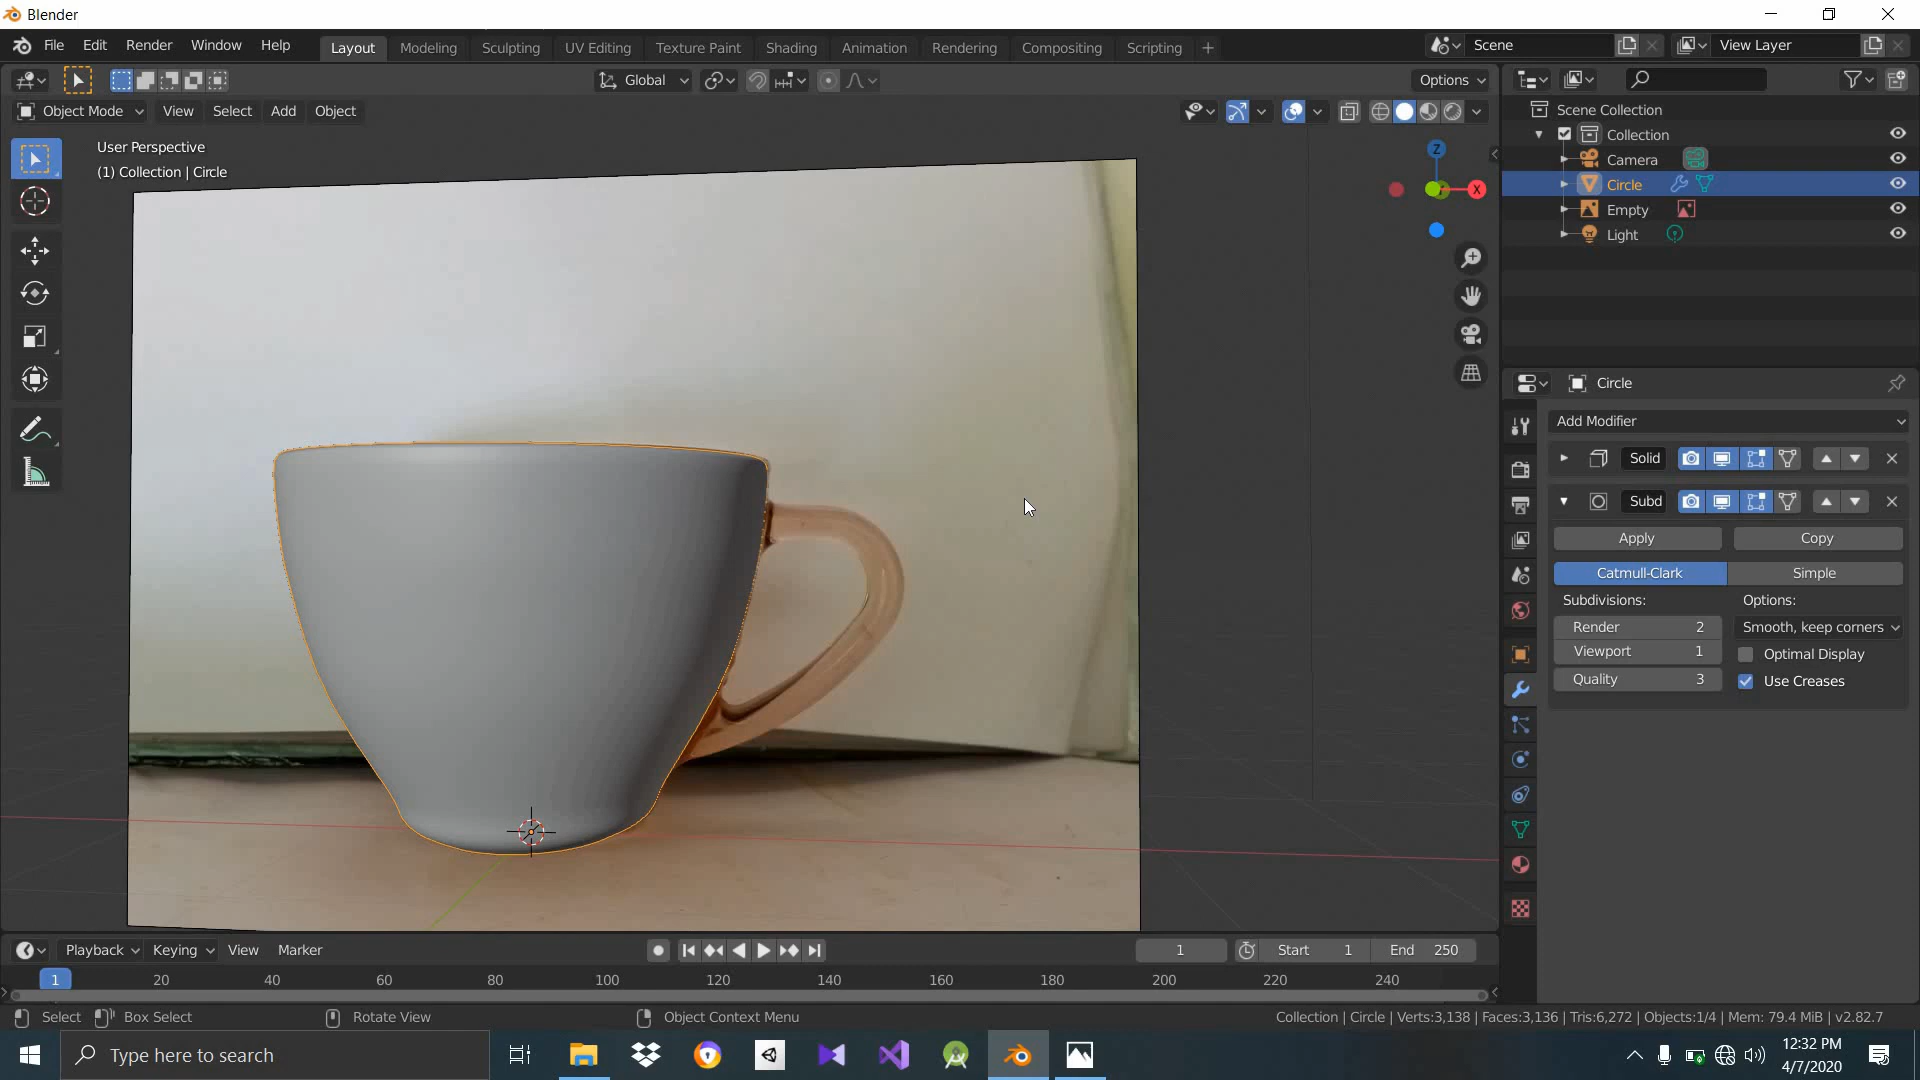 Blender
File Edit Render Window Help Layout Modeling Sculpting UV Editing Texture Paint Shading Animation Rendering Compositing Scripting + Scene View Layer
Global Options
Object Mode View Select Add Object
User Perspective
(1) Collection | Circle
Z
X
Scene Collection
Collection
Camera
Circle
Empty
Light
Circle
Add Modifier
Solid
Subd
Apply Copy
Catmull-Clark Simple
Subdivisions: Options:
Render 2 Smooth, keep corners
Viewport 1 Optimal Display
Quality 3 Use Creases
Playback Keying View Marker 1 Start 1 End 250
1 20 40 60 80 100 120 140 160 180 200 220 240
Select Box Select Rotate View Object Context Menu Collection | Circle | Verts:3,138 | Faces:3,136 | Tris:6,272 | Objects:1/4 | Mem: 79.4 MiB | v2.82.7
Type here to search
12:32 PM
4/7/2020